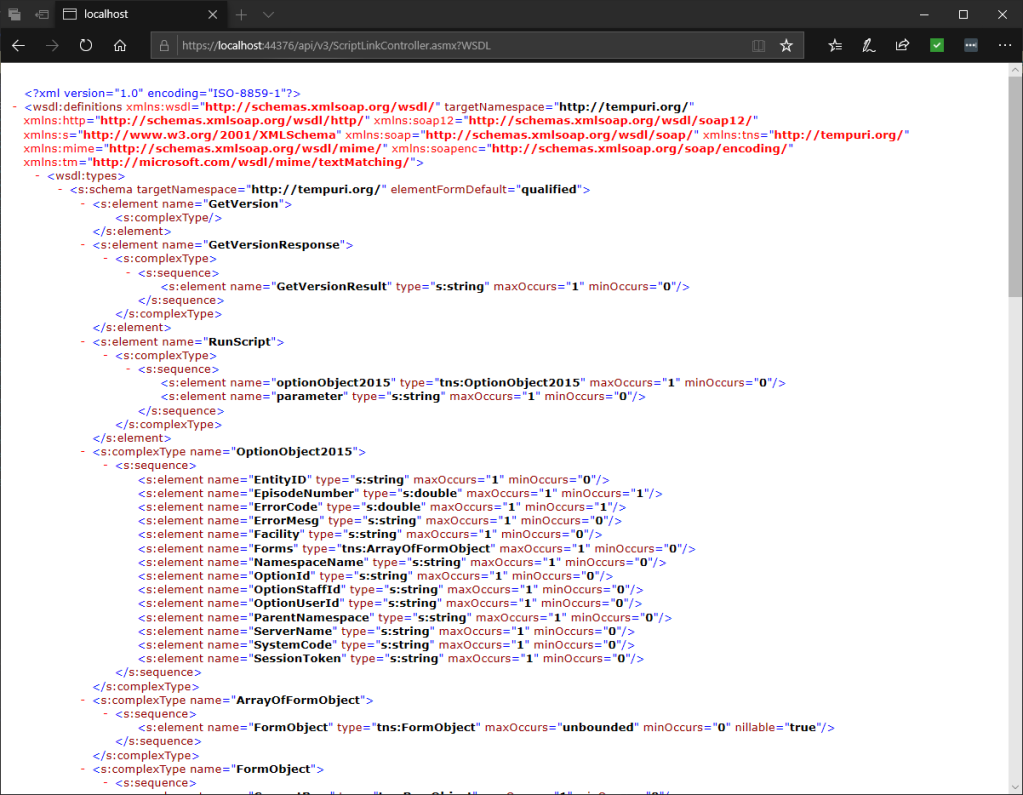 localhost
https://localhost:44376/api/v3/ScriptLinkController.asmx?WSDL
<?xml version="1.0" encoding="ISO-8859-1"?>
- <wsdl:definitions xmlns:wsdl="http://schemas.xmlsoap.org/wsdl/" targetNamespace="http://tempuri.org/"
xmlns:http="http://schemas.xmlsoap.org/wsdl/http/" xmlns:soap12="http://schemas.xmlsoap.org/wsdl/soap12/"
xmlns:s="http://www.w3.org/2001/XMLSchema" xmlns:soap="http://schemas.xmlsoap.org/wsdl/soap/" xmlns:tns="http://tempuri.org/"
xmlns:mime="http://schemas.xmlsoap.org/wsdl/mime/" xmlns:soapenc="http://schemas.xmlsoap.org/soap/encoding/"
xmlns:tm="http://microsoft.com/wsdl/mime/textMatching/">
- <wsdl:types>
- <s:schema targetNamespace="http://tempuri.org/" elementFormDefault="qualified">
- <s:element name="GetVersion">
<s:complexType/>
</s:element>
- <s:element name="GetVersionResponse">
- <s:complexType>
- <s:sequence>
<s:element name="GetVersionResult" type="s:string" maxOccurs="1" minOccurs="0"/>
</s:sequence>
</s:complexType>
</s:element>
- <s:element name="RunScript">
- <s:complexType>
- <s:sequence>
<s:element name="optionObject2015" type="tns:OptionObject2015" maxOccurs="1" minOccurs="0"/>
<s:element name="parameter" type="s:string" maxOccurs="1" minOccurs="0"/>
</s:sequence>
</s:complexType>
</s:element>
- <s:complexType name="OptionObject2015">
- <s:sequence>
<s:element name="EntityID" type="s:string" maxOccurs="1" minOccurs="0"/>
<s:element name="EpisodeNumber" type="s:double" maxOccurs="1" minOccurs="1"/>
<s:element name="ErrorCode" type="s:double" maxOccurs="1" minOccurs="1"/>
<s:element name="ErrorMesg" type="s:string" maxOccurs="1" minOccurs="0"/>
<s:element name="Facility" type="s:string" maxOccurs="1" minOccurs="0"/>
<s:element name="Forms" type="tns:ArrayOfFormObject" maxOccurs="1" minOccurs="0"/>
<s:element name="NamespaceName" type="s:string" maxOccurs="1" minOccurs="0"/>
<s:element name="OptionId" type="s:string" maxOccurs="1" minOccurs="0"/>
<s:element name="OptionStaffId" type="s:string" maxOccurs="1" minOccurs="0"/>
<s:element name="OptionUserId" type="s:string" maxOccurs="1" minOccurs="0"/>
<s:element name="ParentNamespace" type="s:string" maxOccurs="1" minOccurs="0"/>
<s:element name="ServerName" type="s:string" maxOccurs="1" minOccurs="0"/>
<s:element name="SystemCode" type="s:string" maxOccurs="1" minOccurs="0"/>
<s:element name="SessionToken" type="s:string" maxOccurs="1" minOccurs="0"/>
</s:sequence>
</s:complexType>
- <s:complexType name="ArrayOfFormObject">
- <s:sequence>
<s:element name="FormObject" type="tns:FormObject" maxOccurs="unbounded" minOccurs="0" nillable="true"/>
</s:sequence>
</s:complexType>
- <s:complexType name="FormObject">
- <s:sequence>